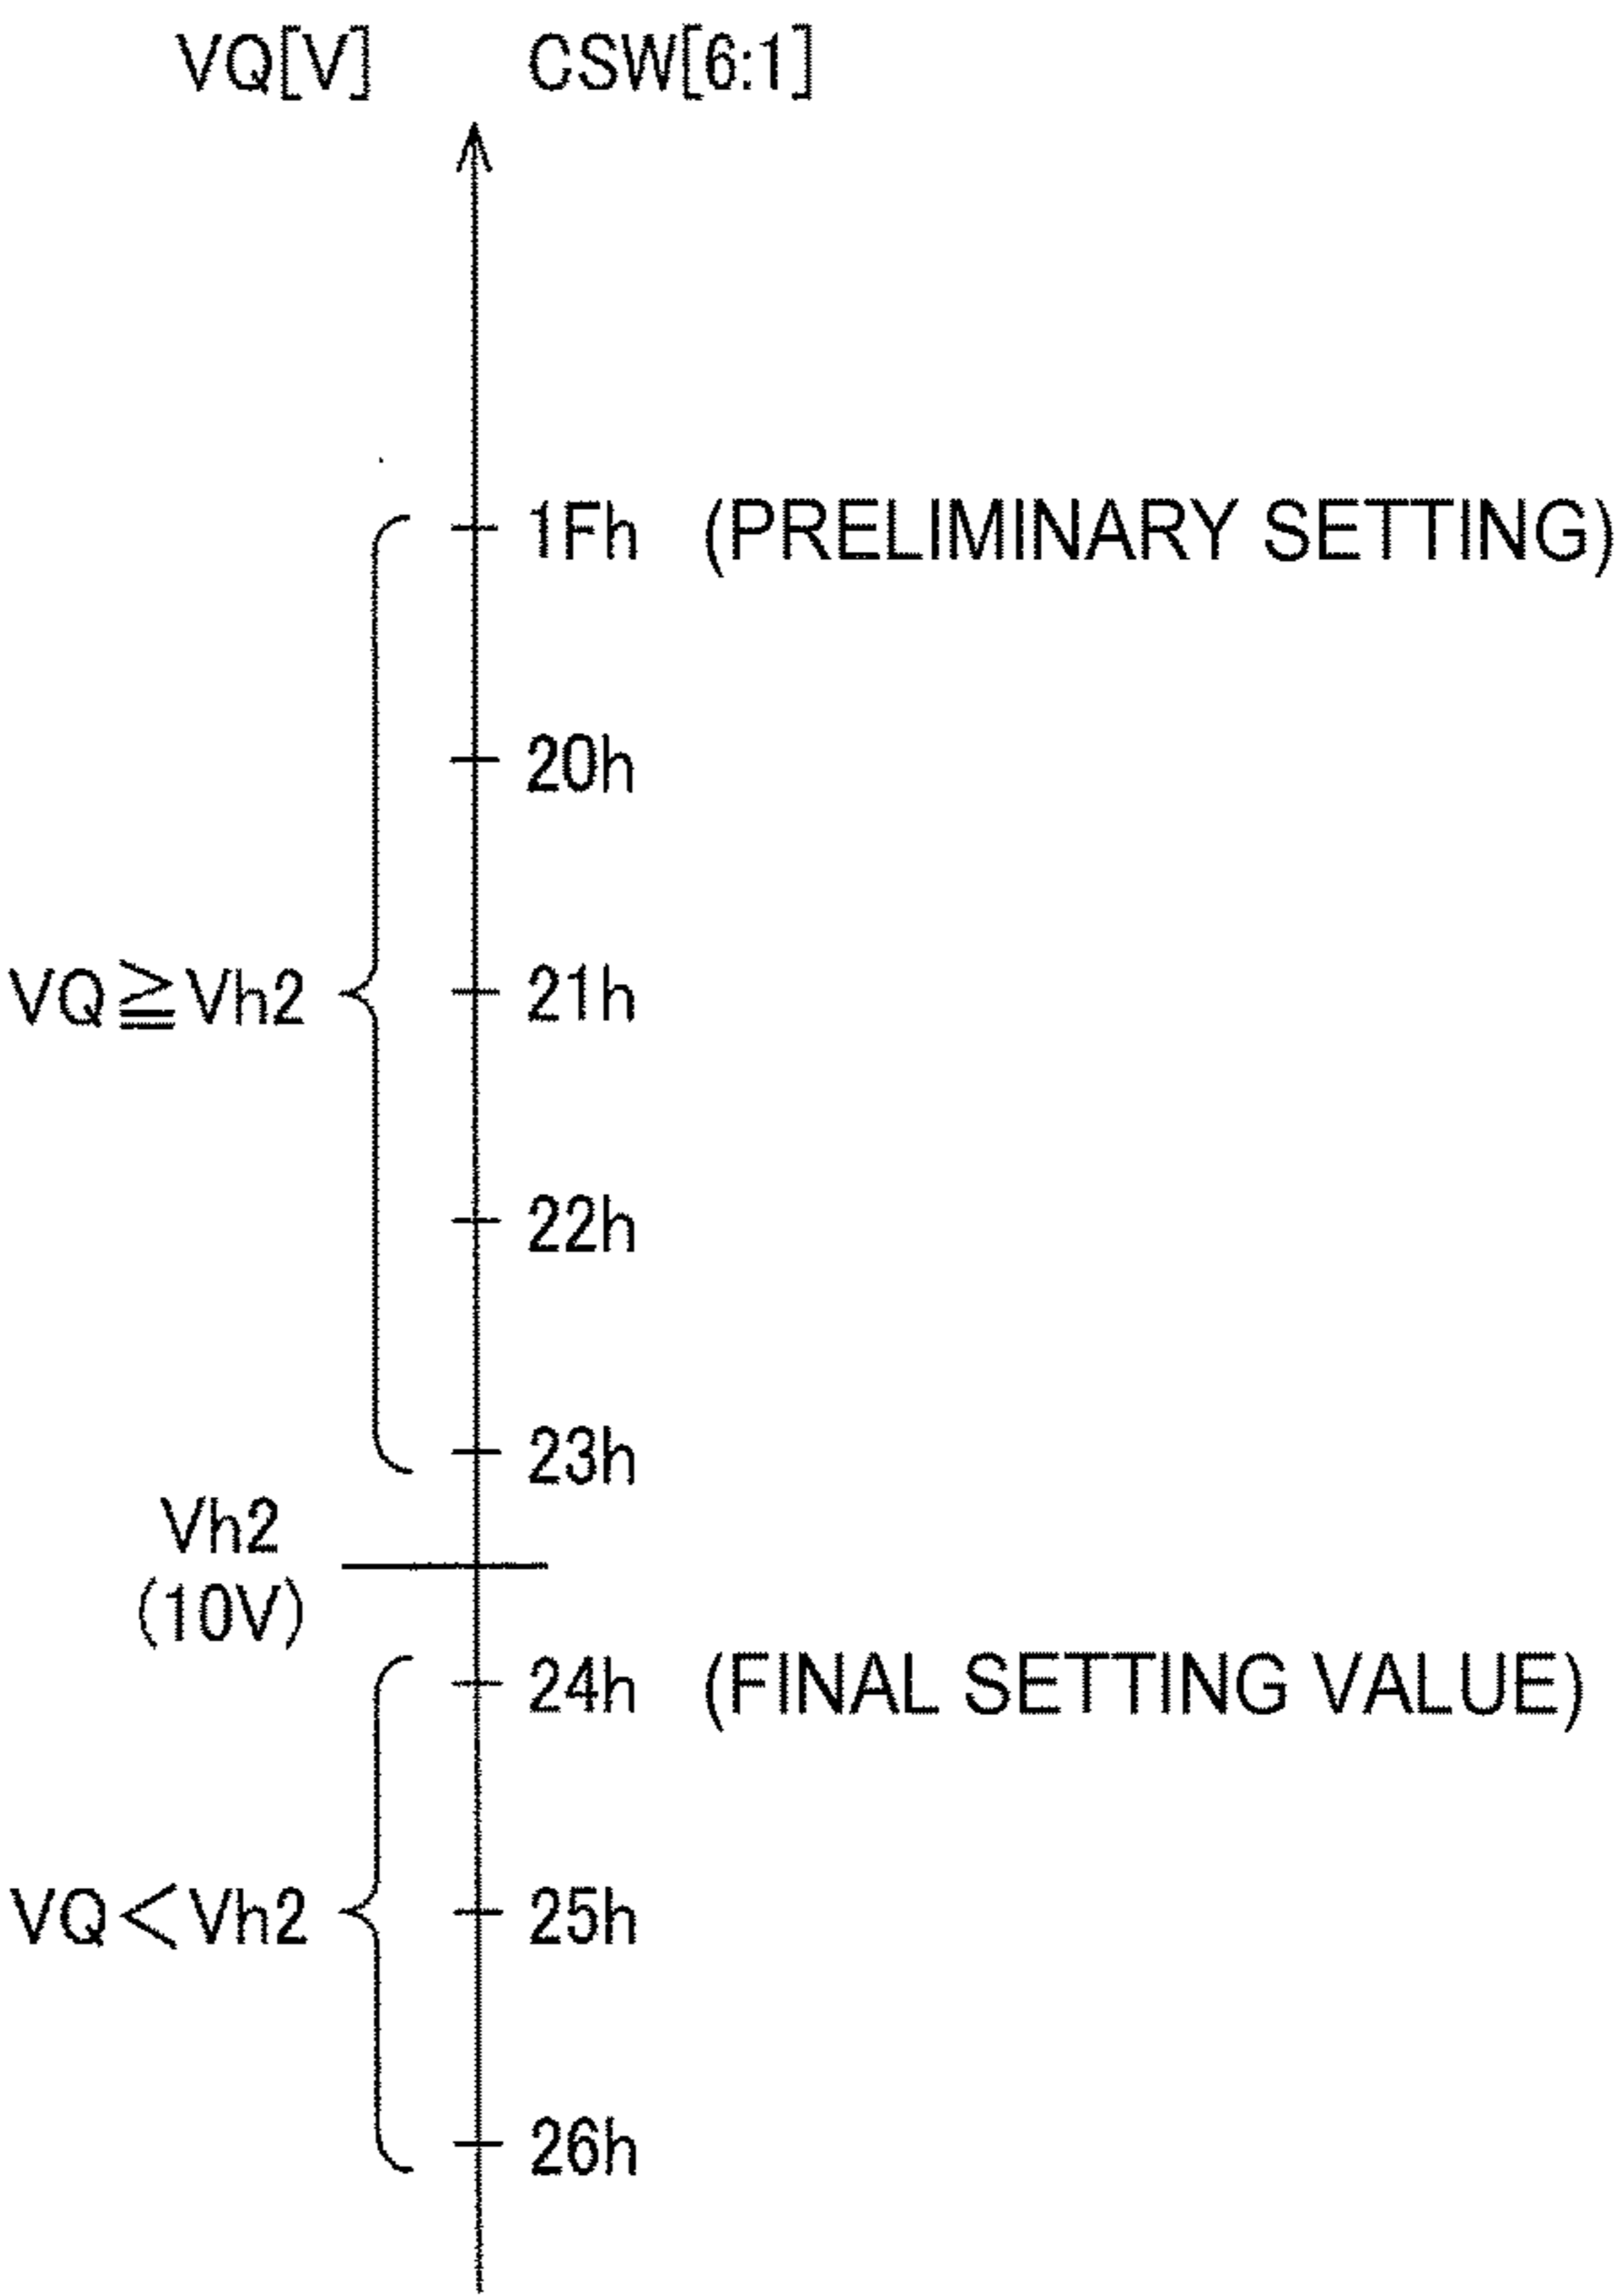 VQ[V] CSW[6:1]
1Fh (PRELIMINARY SETTING)
20h
VQ≧Vh2 21h
22h
23h
Vh2
(10V)
24h (FINAL SETTING VALUE)
VQ<Vh2 25h
26h